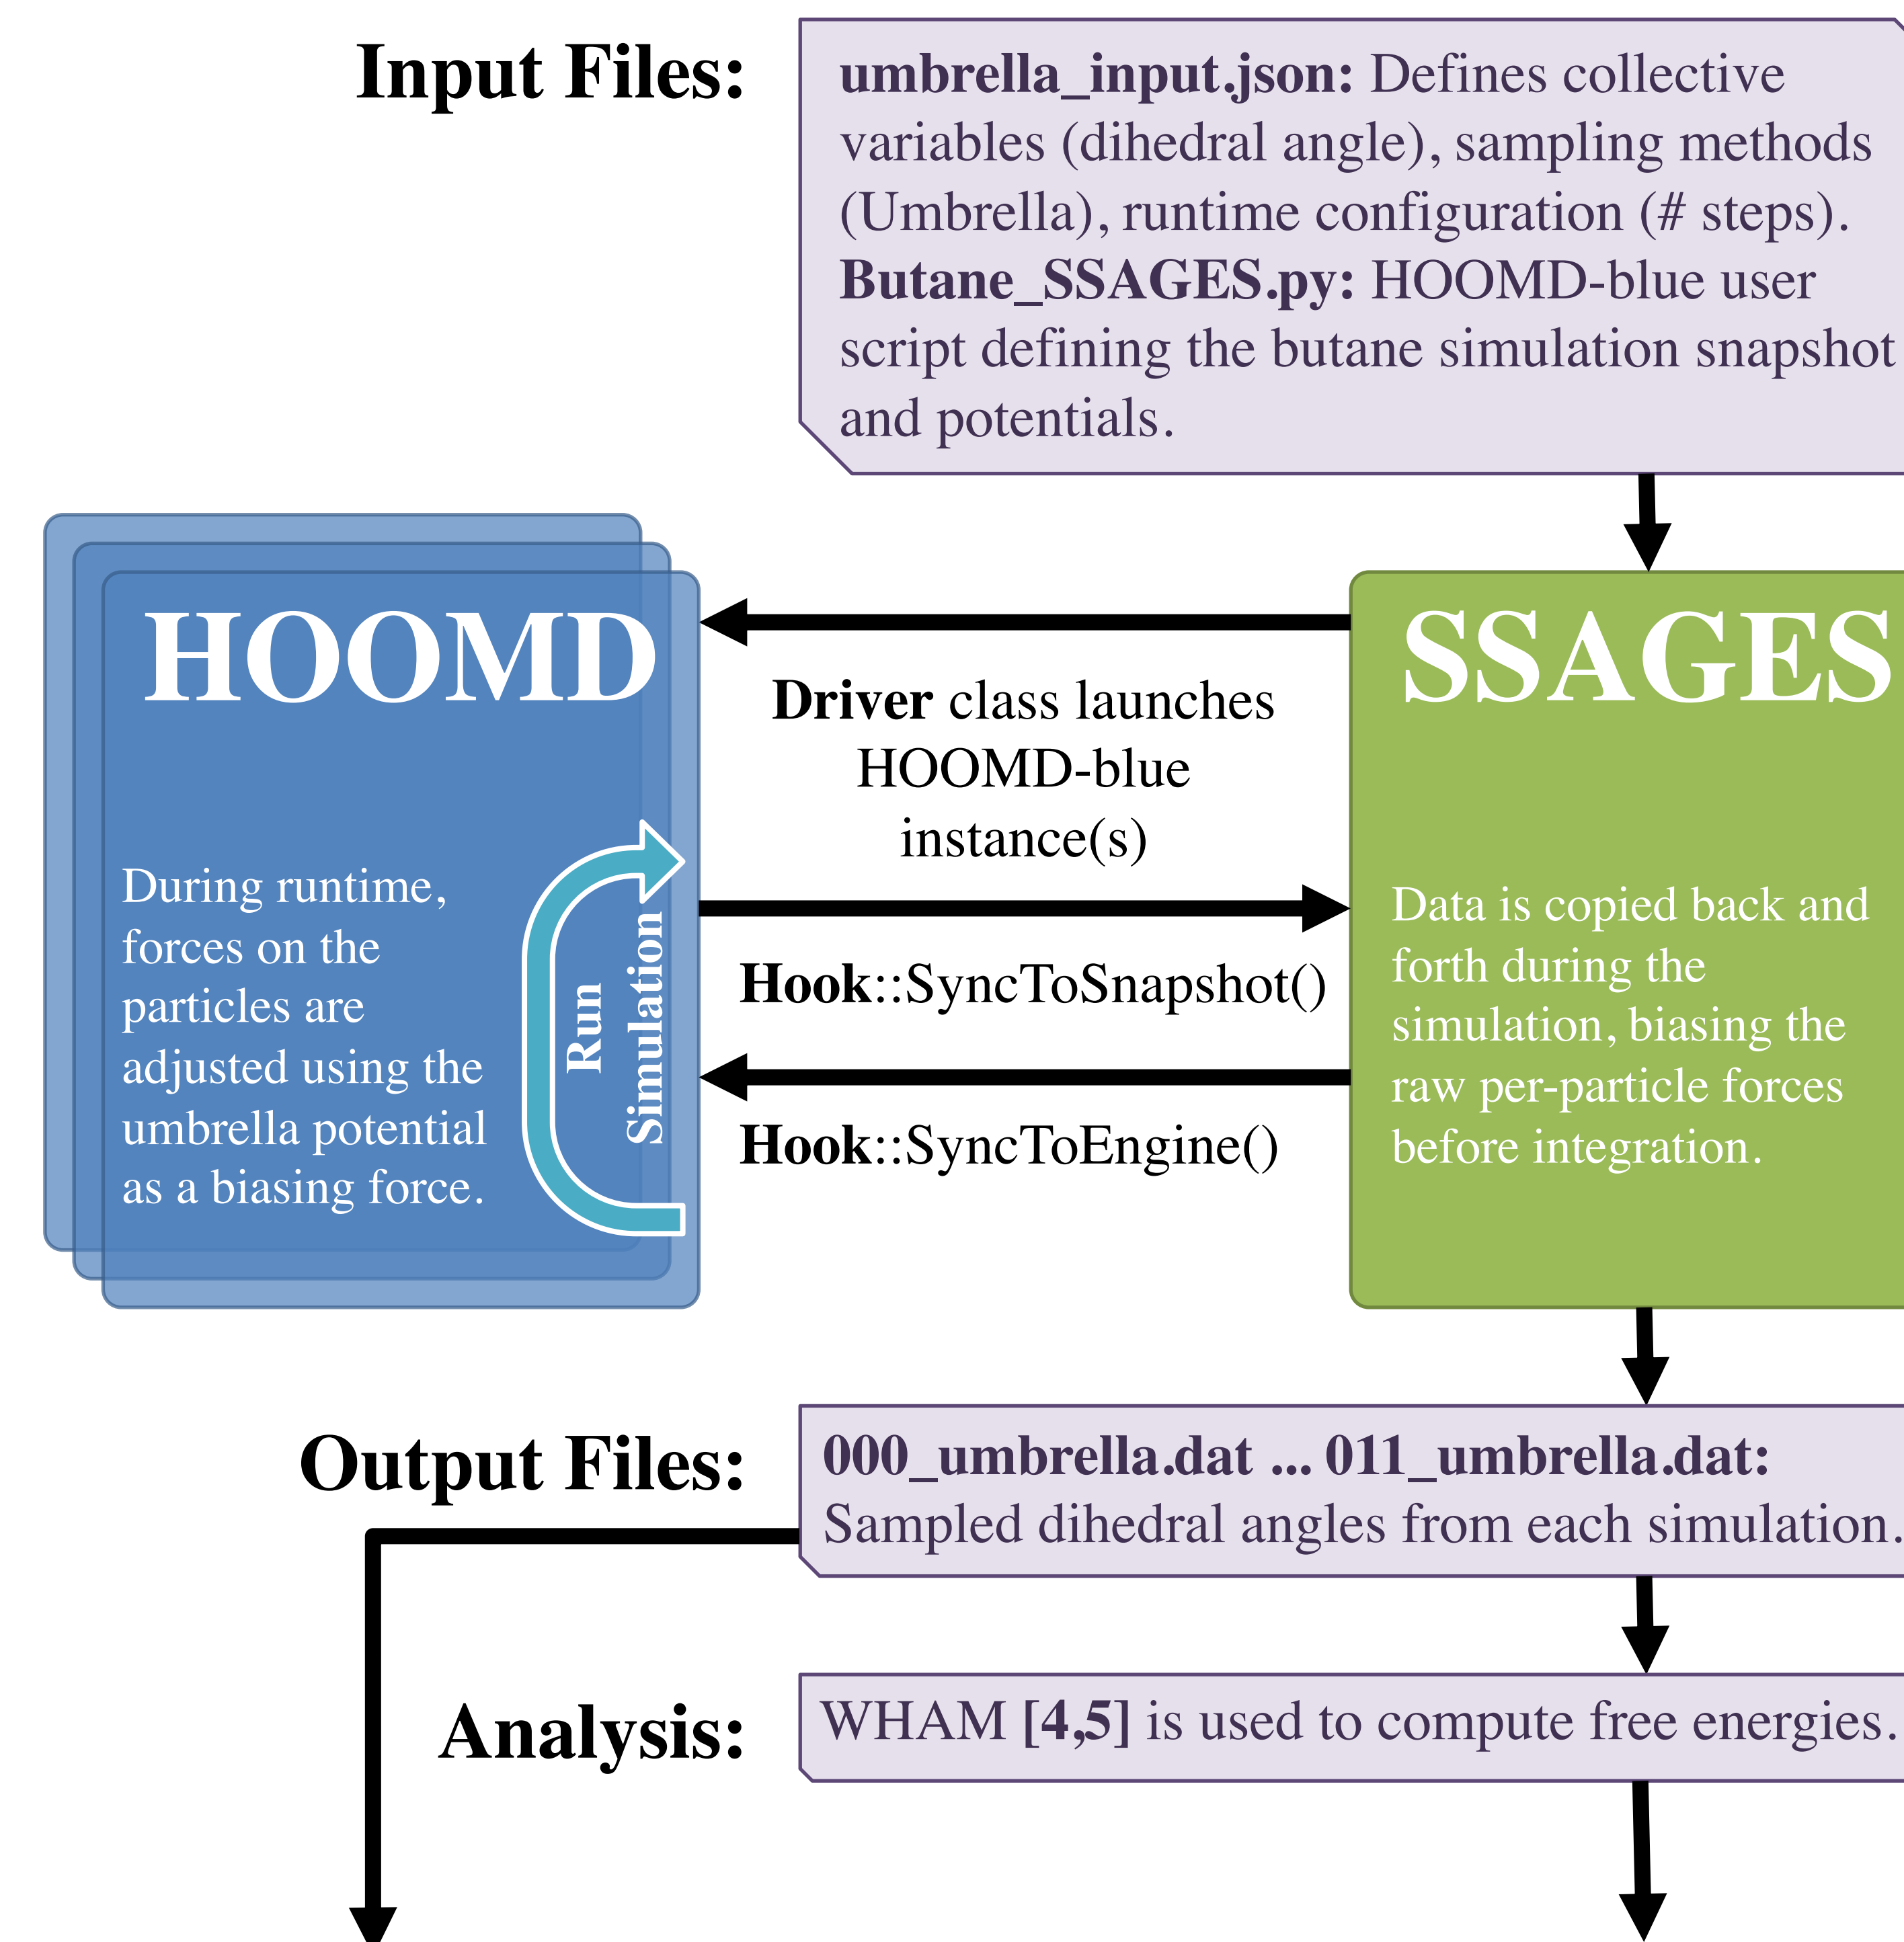 Input Files:
umbrella_input.json: Defines collective
variables (dihedral angle), sampling methods
(Umbrella), runtime configuration (# steps).
Butane_SSAGES.py: HOOMD-blue user
script defining the butane simulation snapshot
and potentials.
HOOMD
During runtime,
forces on the
particles are
adjusted using the
umbrella potential
as a biasing force.
Run
Simulation
Driver class launches
HOOMD-blue
instance(s)
Hook::SyncToSnapshot()
Hook::SyncToEngine()
SSAGES
Data is copied back and
forth during the
simulation, biasing the
raw per-particle forces
before integration.
Output Files:
000_umbrella.dat ... 011_umbrella.dat:
Sampled dihedral angles from each simulation.
Analysis:
WHAM [4,5] is used to compute free energies.